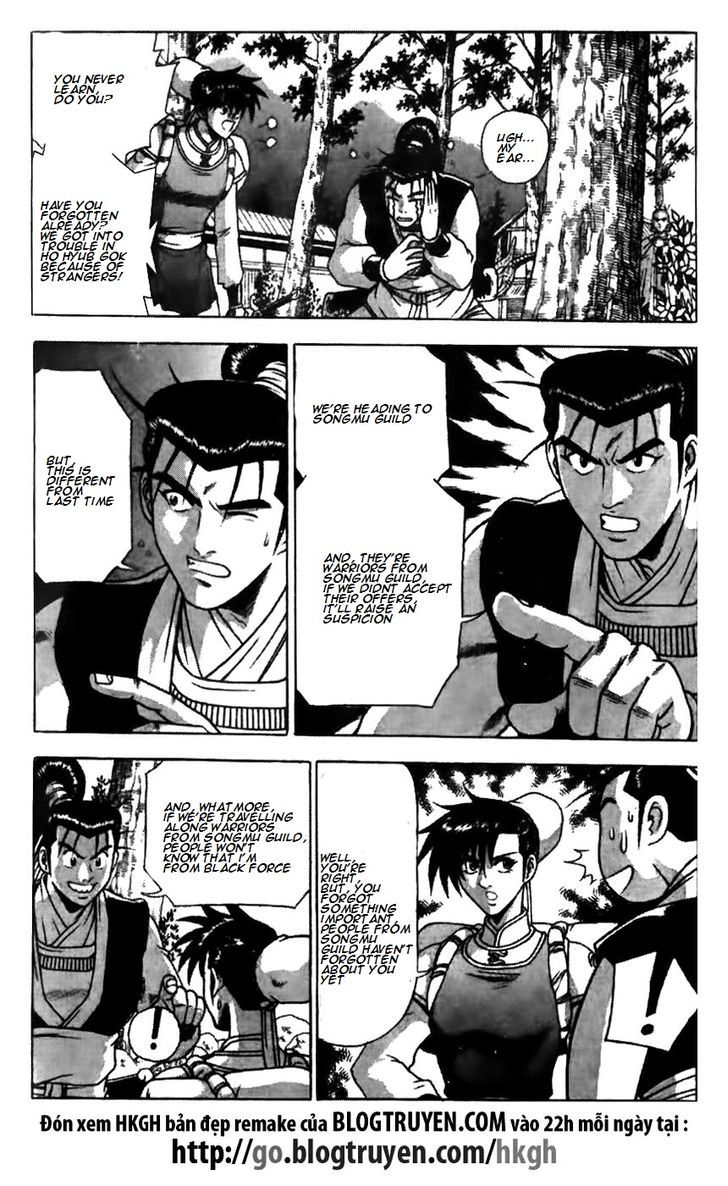 YOU NEVER
LEARN,
DO YOU?
UGH...
MY
EAR...
HAVE YOU
FORGOTTEN
ALREADY?
WE GOT INTO
TROUBLE IN
HO HYUB GOK
BECAUSE OF
STRANGERS!
BUT,
THIS IS
DIFFERENT
FROM
LAST TIME
WE'RE HEADING TO
SONGMU GUILD
AND, THEY'RE
WARRIORS FROM
SONGMU GUILD,
IF WE DIDNT ACCEPT
THEIR OFFERS,
IT'LL RAISE AN
SUSPICION
AND, WHAT MORE,
IF WE'RE TRAVELLING
ALONG WARRIORS
FROM SONGMU GUILD,
PEOPLE WON'T
KNOW THAT I'M
FROM BLACK FORCE
!
WELL,
YOU'RE
RIGHT,
BUT, YOU
FORGOT
SOMETHING
IMPORTANT,
PEOPLE FROM
SONGMU
GUILD HAVEN'T
FORGOTTEN
ABOUT YOU
YET
!
Đón xem HKGH bản đẹp remake của BLOGTRUYEN.COM vào 22h mỗi ngày tại :
http://go.blogtruyen.com/hkgh